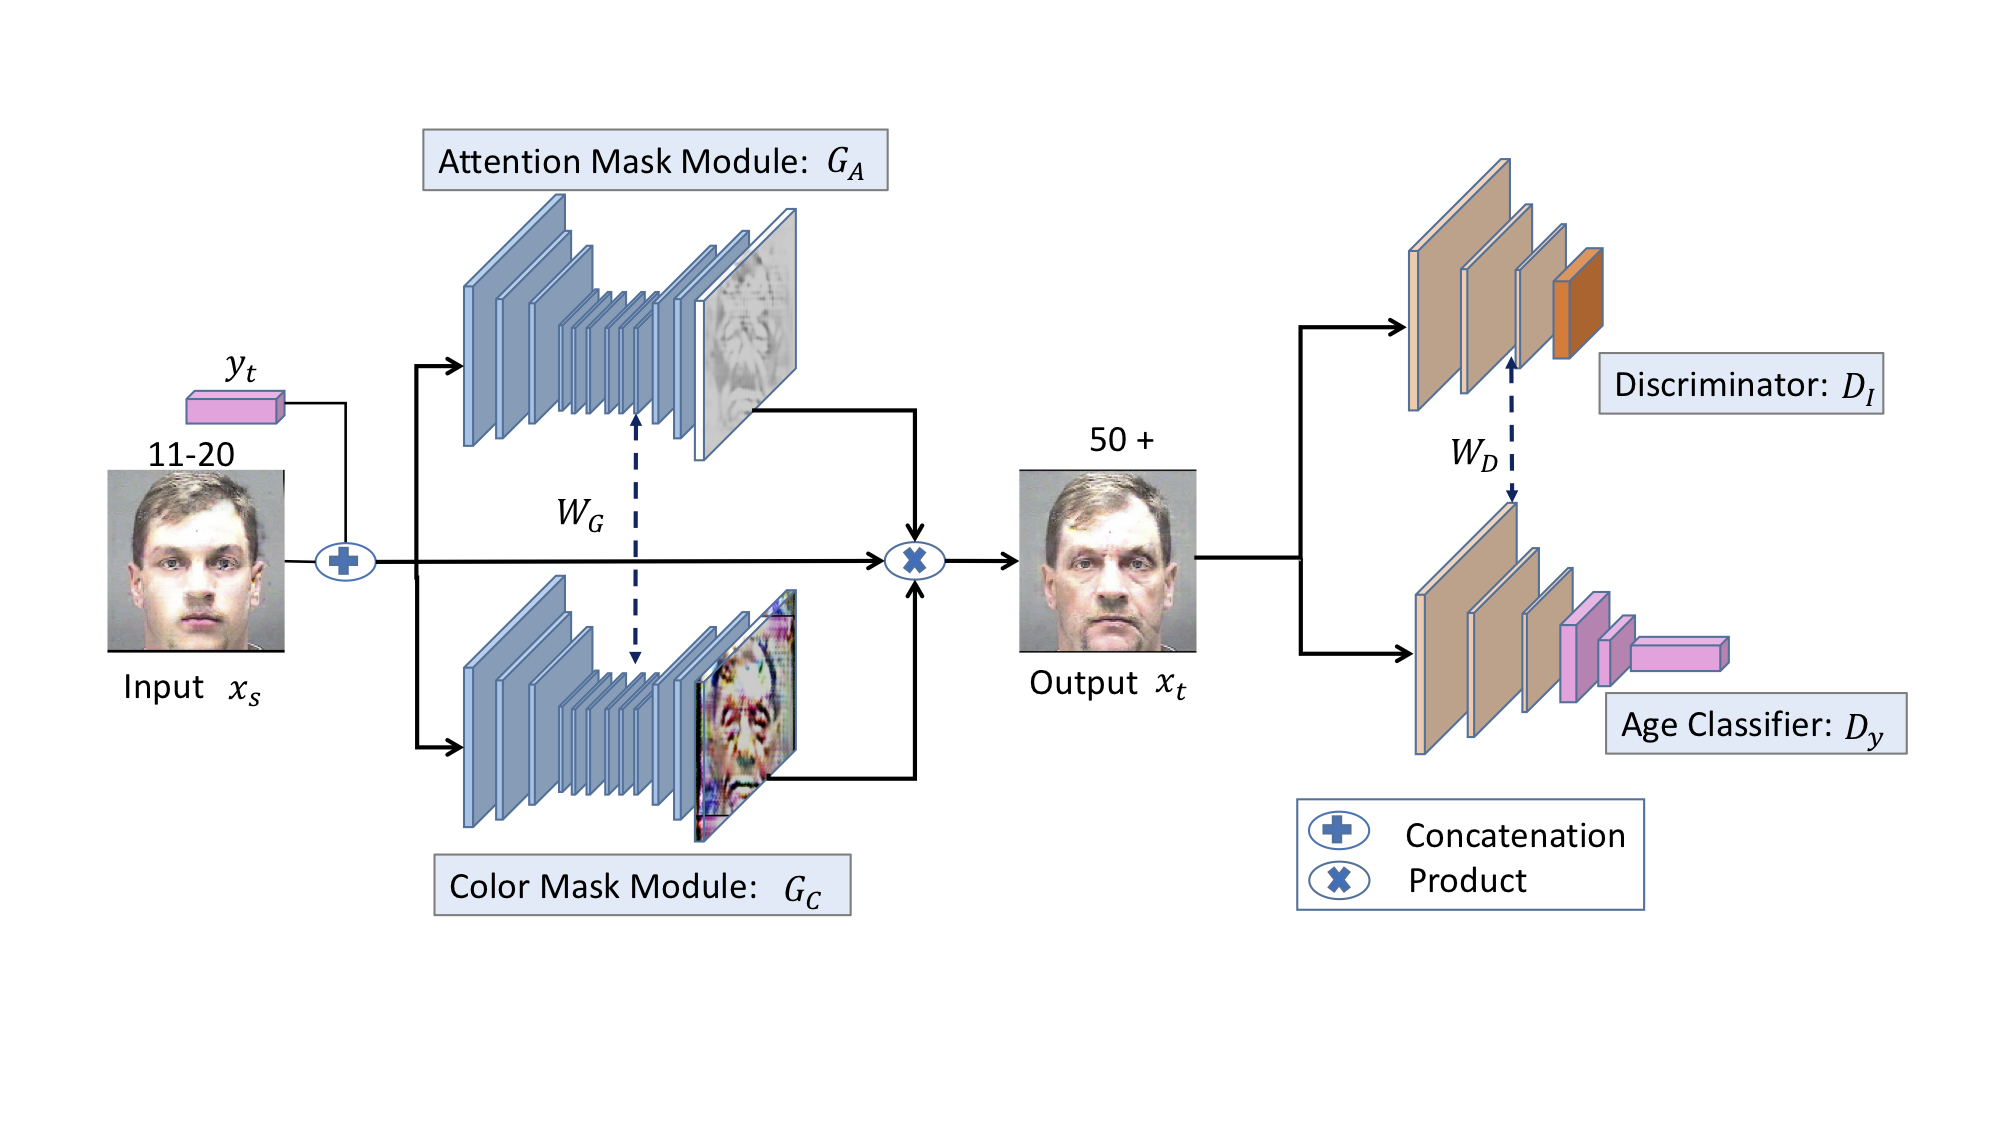 Attention Mask Module: G_A
y_t
11-20
Input x_s
W_G
Color Mask Module: G_C
50 +
Output x_t
Discriminator: D_I
W_D
Age Classifier: D_y
Concatenation
Product